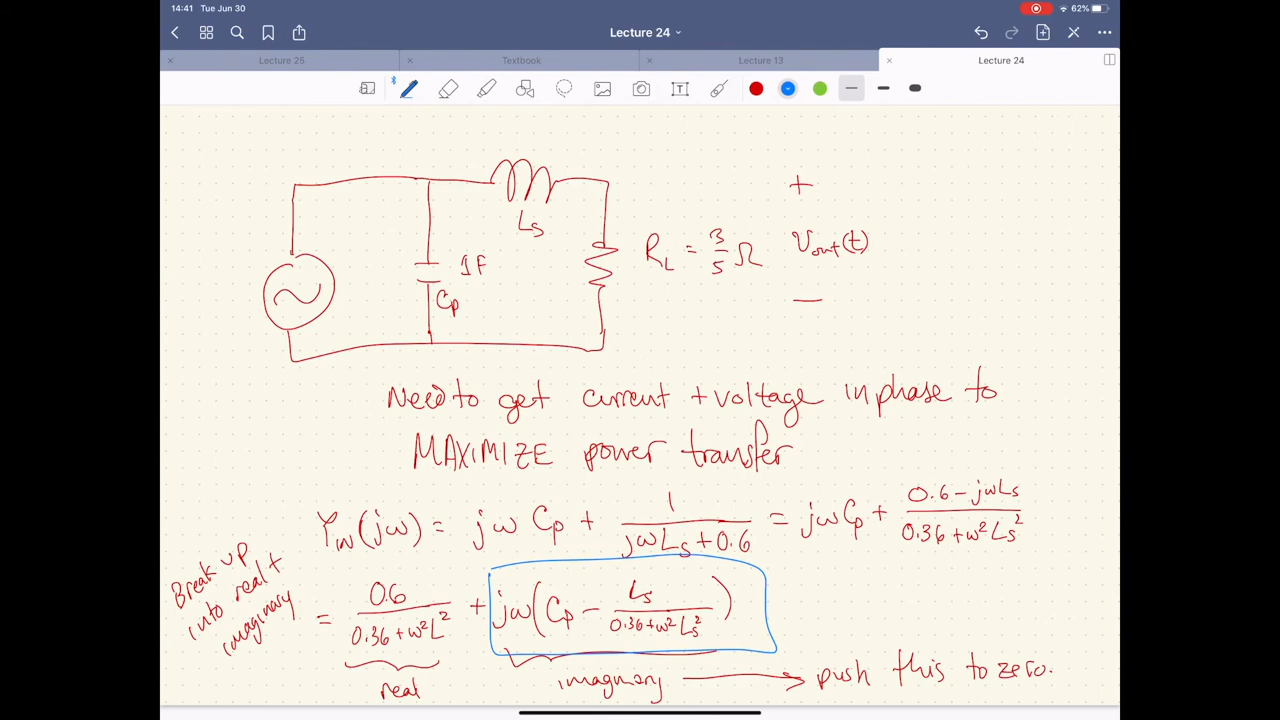 14:41 Tue Jun 30
62%
Lecture 24
Lecture 25
Textbook
Lecture 13
Lecture 24
T
Ls
+
RL = 3/5 Ω
Vout(t)
1F
Cp
—
Need to get current + voltage in phase to
MAXIMIZE power transfer
YIN(jω) = jω Cp + 1/(jωLs + 0.6) = jωCp + (0.6 - jωLs)/(0.36 + ω²Ls²)
Break up
into real +
imaginary
= 0.6/(0.36 + ω²L²) + jω(Cp - Ls/(0.36 + ω²Ls²))
real
imaginary
push this to zero.